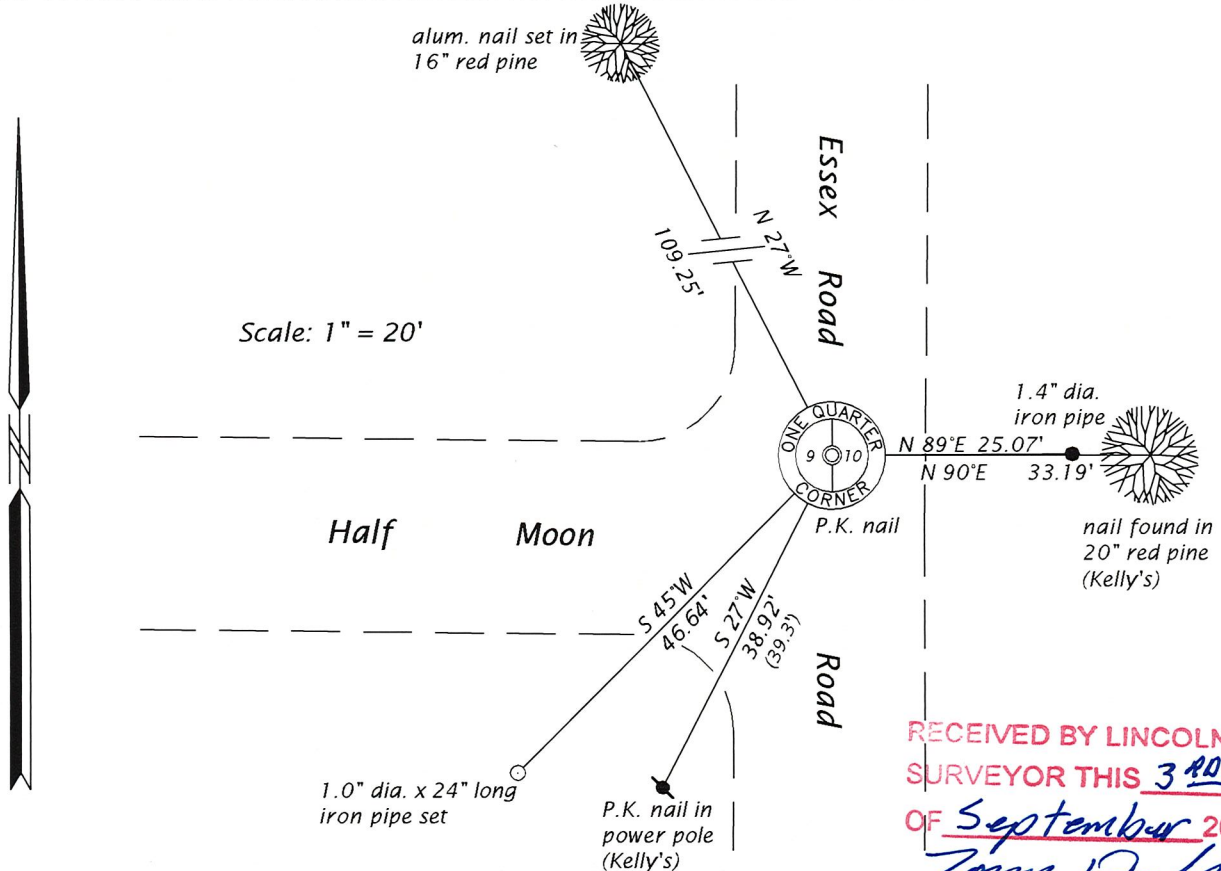 alum. nail set in
16" red pine
Essex Road
N 27°W
109.25'
Scale: 1" = 20'
1.4" dia.
iron pipe
ONE QUARTER
9 10
CORNER
N 89°E 25.07'
N 90°E 33.19'
P.K. nail
nail found in
20" red pine
(Kelly's)
Half Moon
Road
S 45°W
46.64'
S 27°W
38.92'
(39.3')
1.0" dia. x 24" long
iron pipe set
P.K. nail in
power pole
(Kelly's)
RECEIVED BY LINCOLN
SURVEYOR THIS 3RD
OF September